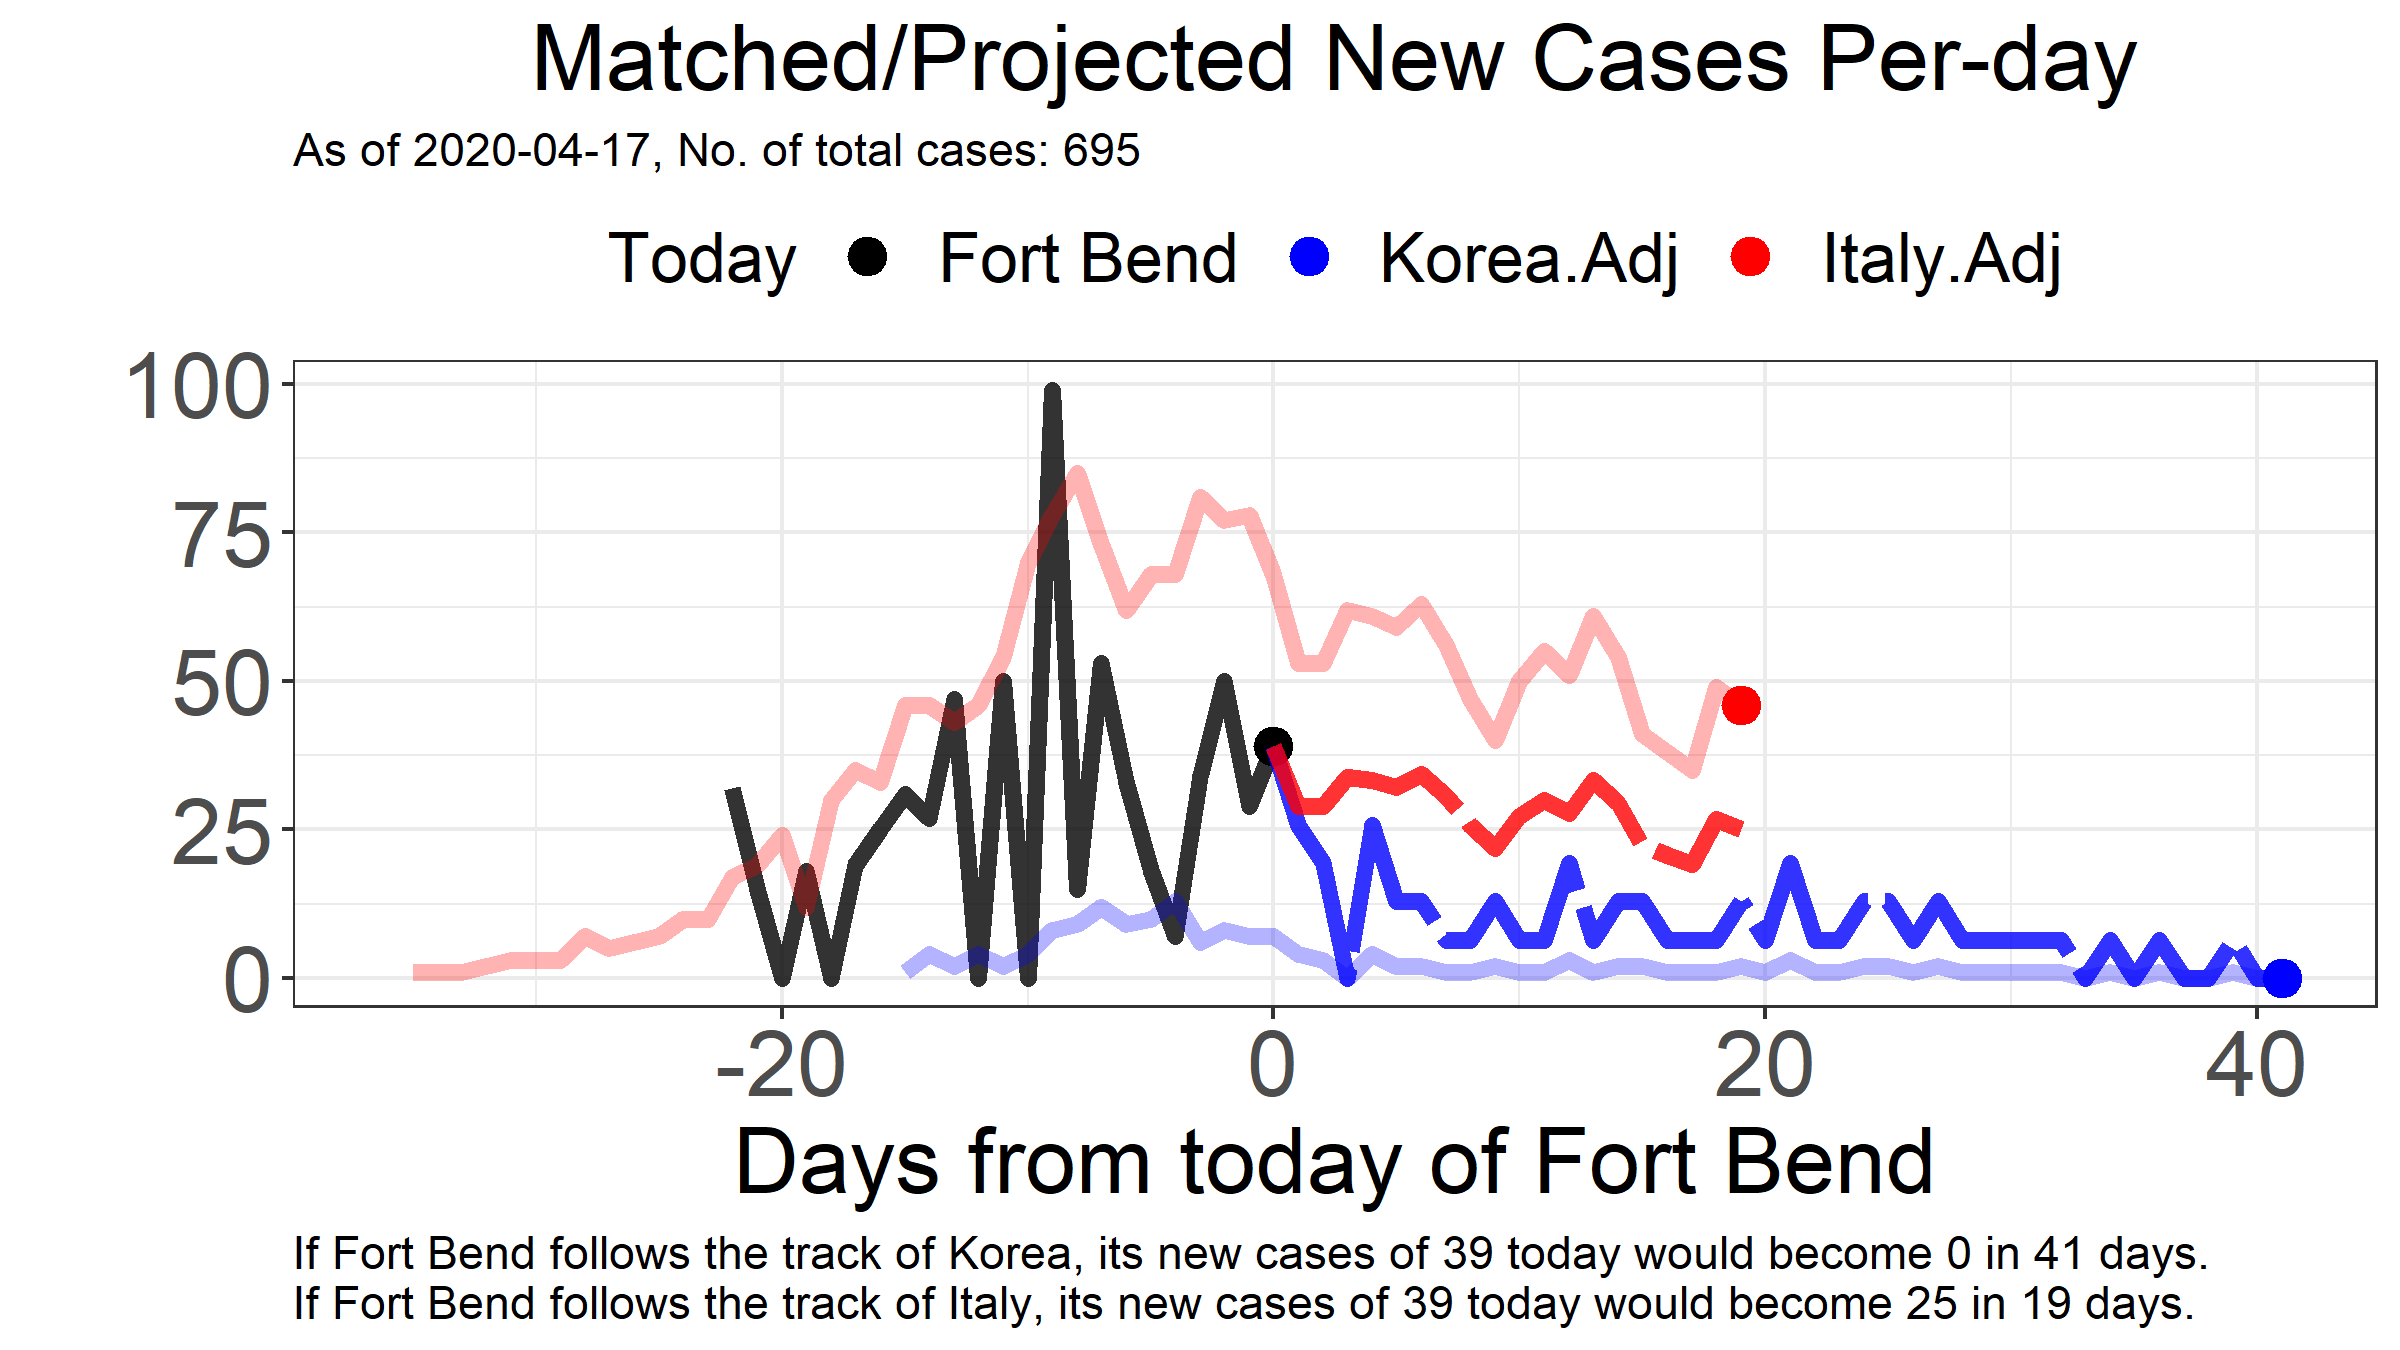 Matched/Projected New Cases Per-day
As of 2020-04-17, No. of total cases: 695
Today Fort Bend Korea.Adj Italy.Adj
100
75
50
25
0
-20 0 20 40
Days from today of Fort Bend
If Fort Bend follows the track of Korea, its new cases of 39 today would become 0 in 41 days.
If Fort Bend follows the track of Italy, its new cases of 39 today would become 25 in 19 days.